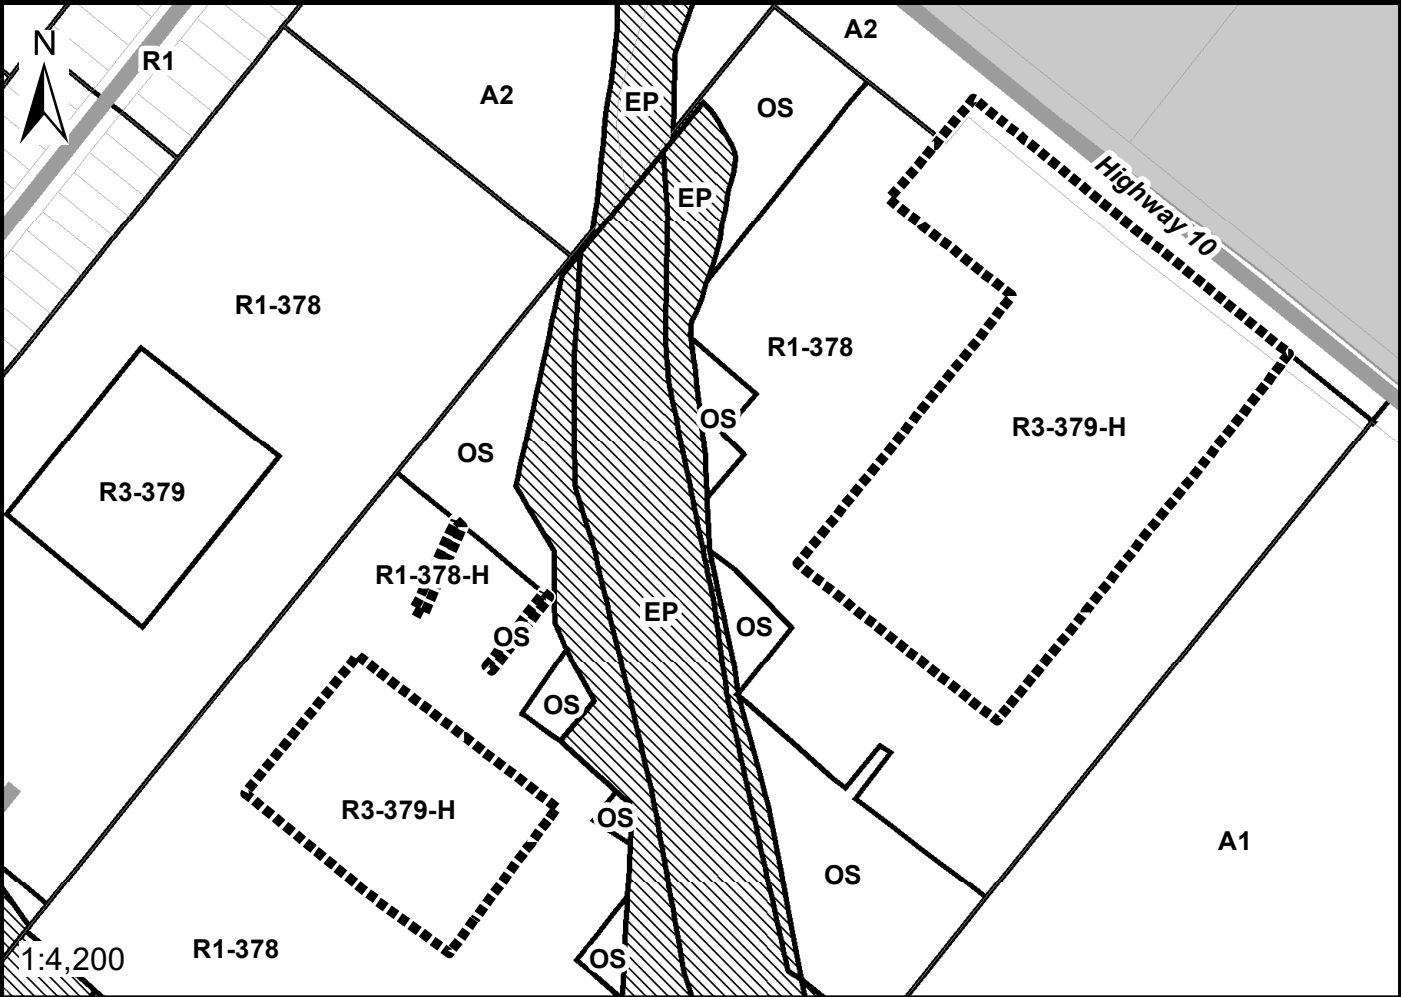 N
R1
A2
A2
EP
OS
EP
Highway 10
R1-378
R1-378
OS
R3-379-H
OS
R3-379
R1-378-H
EP
OS
OS
OS
R3-379-H
OS
A1
OS
R1-378
OS
1:4,200